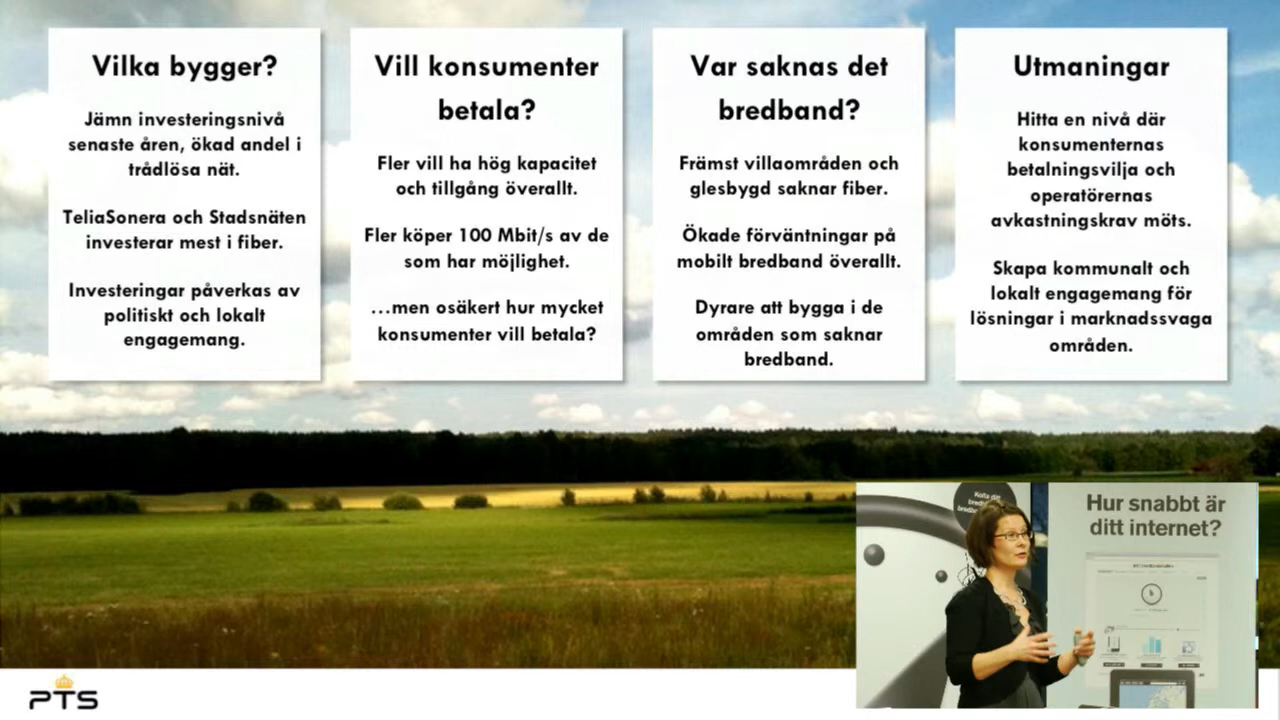 Vilka bygger?
Jämn investeringsnivå
senaste åren, ökad andel i
trådlösa nät.
TeliaSonera och Stadsnäten
investerar mest i fiber.
Investeringar påverkas av
politiskt och lokalt
engagemang.
Vill konsumenter
betala?
Fler vill ha hög kapacitet
och tillgång överallt.
Fler köper 100 Mbit/s av de
som har möjlighet.
...men osäkert hur mycket
konsumenter vill betala?
Var saknas det
bredband?
Främst villaområden och
glesbygd saknar fiber.
Ökade förväntningar på
mobilt bredband överallt.
Dyrare att bygga i de
områden som saknar
bredband.
Utmaningar
Hitta en nivå där
konsumenternas
betalningsvilja och
operatörernas
avkastningskrav möts.
Skapa kommunalt och
lokalt engagemang för
lösningar i marknadssvaga
områden.
Kolla ditt
Hur snabbt är
ditt internet?
PTS